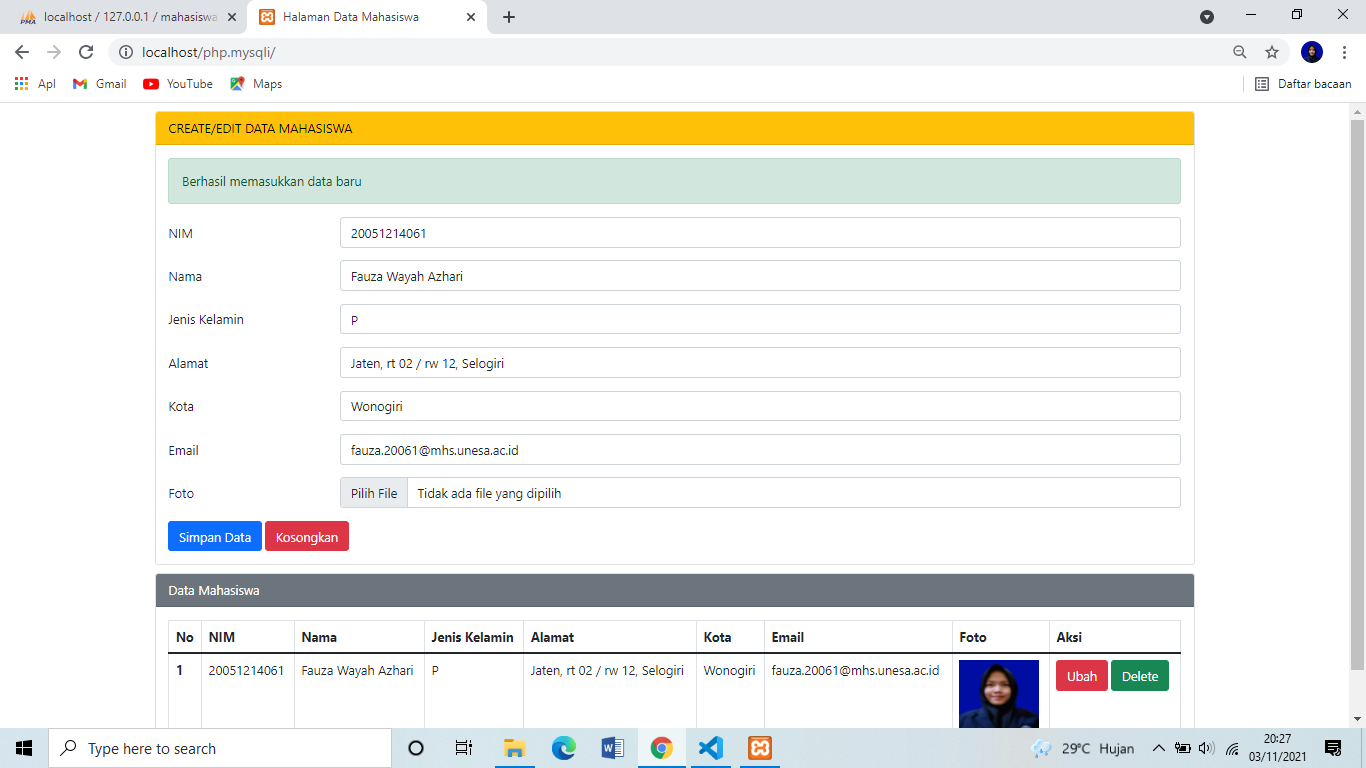 localhost / 127.0.0.1 / mahasiswa
Halaman Data Mahasiswa
localhost/php.mysqli/
Apl Gmail YouTube Maps Daftar bacaan
CREATE/EDIT DATA MAHASISWA
Berhasil memasukkan data baru
NIM 20051214061
Nama Fauza Wayah Azhari
Jenis Kelamin P
Alamat Jaten, rt 02 / rw 12, Selogiri
Kota Wonogiri
Email fauza.20061@mhs.unesa.ac.id
Foto Pilih File Tidak ada file yang dipilih
Simpan Data Kosongkan
Data Mahasiswa
No NIM Nama Jenis Kelamin Alamat Kota Email Foto Aksi
1 20051214061 Fauza Wayah Azhari P Jaten, rt 02 / rw 12, Selogiri Wonogiri fauza.20061@mhs.unesa.ac.id Ubah Delete
Type here to search
29°C Hujan
20:27
03/11/2021